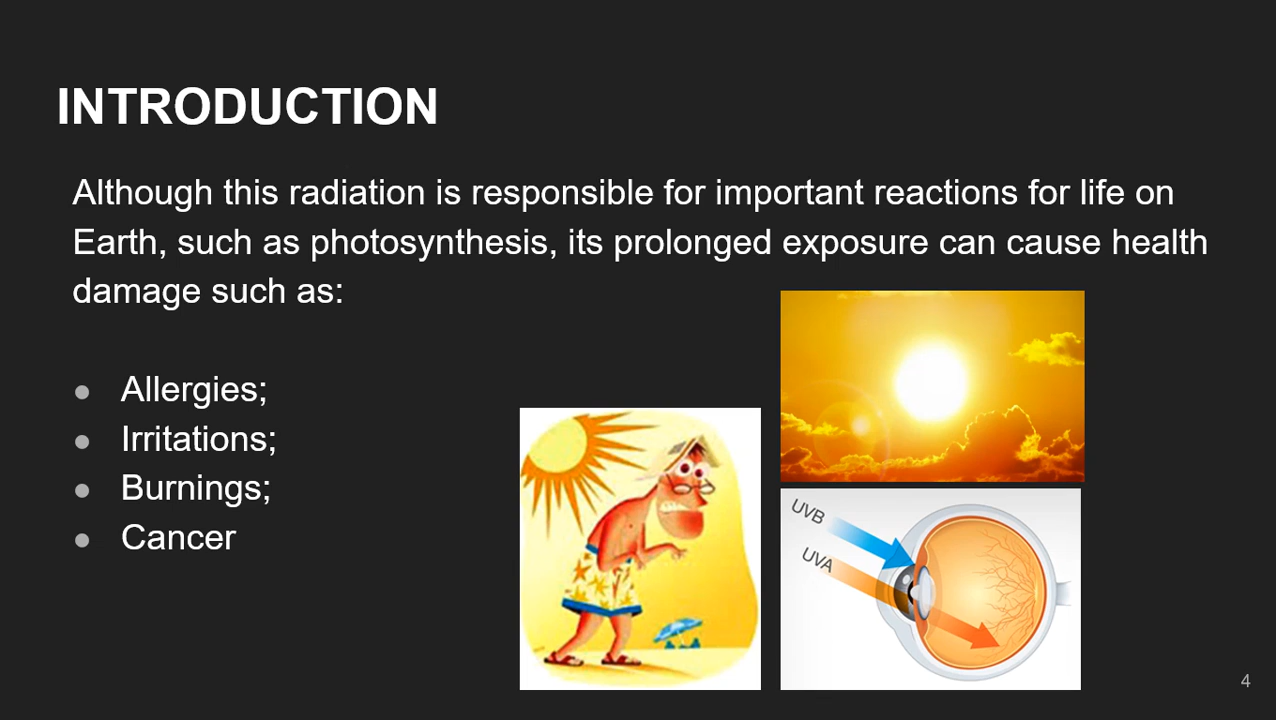 INTRODUCTION
Although this radiation is responsible for important reactions for life on
Earth, such as photosynthesis, its prolonged exposure can cause health
damage such as:
● Allergies;
● Irritations;
● Burnings;
● Cancer
UVB
UVA
4